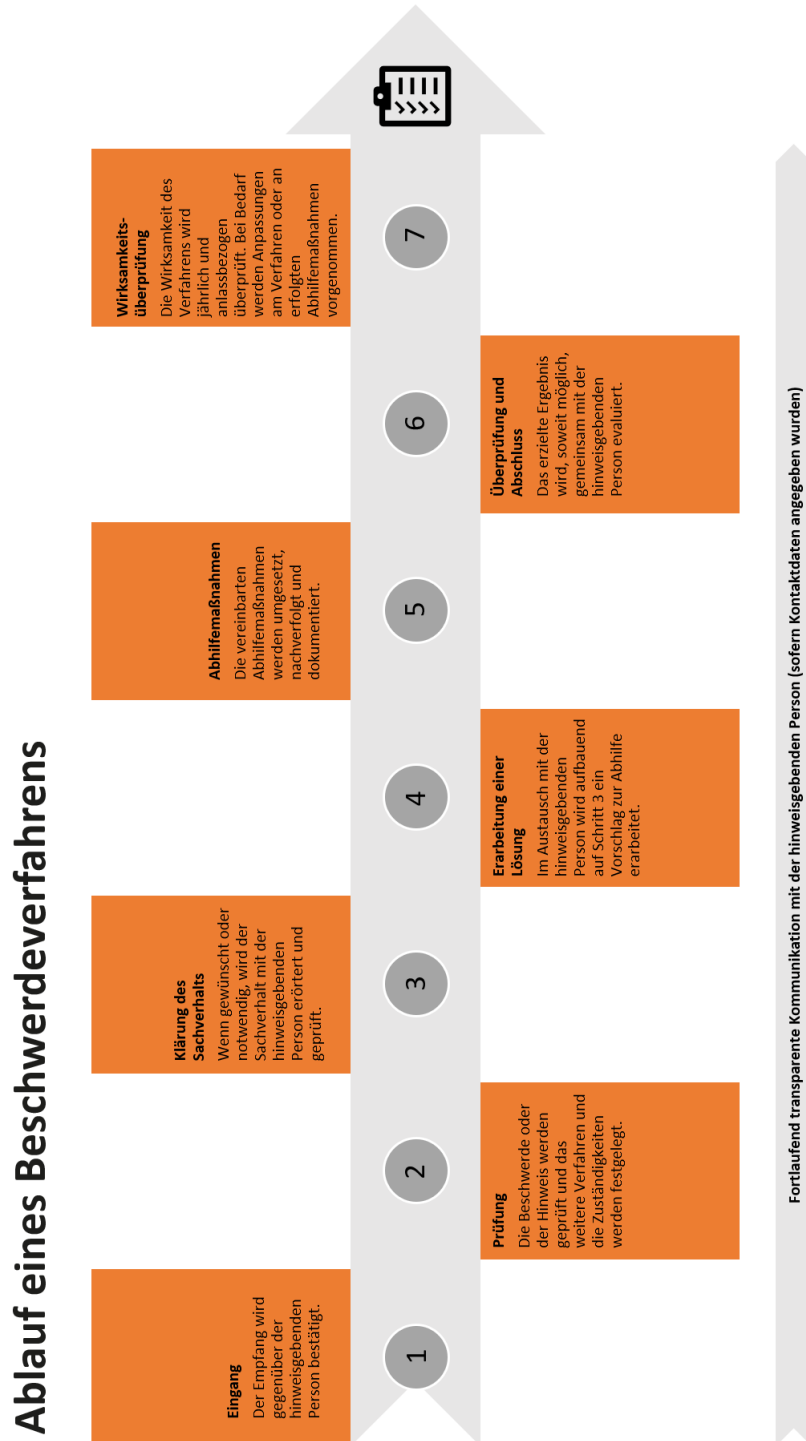 Ablauf eines Beschwerdeverfahrens
1
Eingang
Der Empfang wird
gegenüber der
hinweisgebenden
Person bestätigt.
2
Prüfung
Die Beschwerde oder
der Hinweis werden
geprüft und das
weitere Verfahren und
die Zuständigkeiten
werden festgelegt.
3
Klärung des
Sachverhalts
Wenn gewünscht oder
notwendig, wird der
Sachverhalt mit der
hinweisgebenden
Person erörtert und
geprüft.
4
Erarbeitung einer
Lösung
Im Austausch mit der
hinweisgebenden
Person wird aufbauend
auf Schritt 3 ein
Vorschlag zur Abhilfe
erarbeitet.
5
Abhilfemaßnahmen
Die vereinbarten
Abhilfemaßnahmen
werden umgesetzt,
nachverfolgt und
dokumentiert.
6
Überprüfung und
Abschluss
Das erzielte Ergebnis
wird, soweit möglich,
gemeinsam mit der
hinweisgebenden
Person evaluiert.
7
Wirksamkeits-
überprüfung
Die Wirksamkeit des
Verfahrens wird
jährlich und
anlassbezogen
überprüft. Bei Bedarf
werden Anpassungen
am Verfahren oder an
erfolgten
Abhilfemaßnahmen
vorgenommen.
Fortlaufend transparente Kommunikation mit der hinweisgebenden Person (sofern Kontaktdaten angegeben wurden)